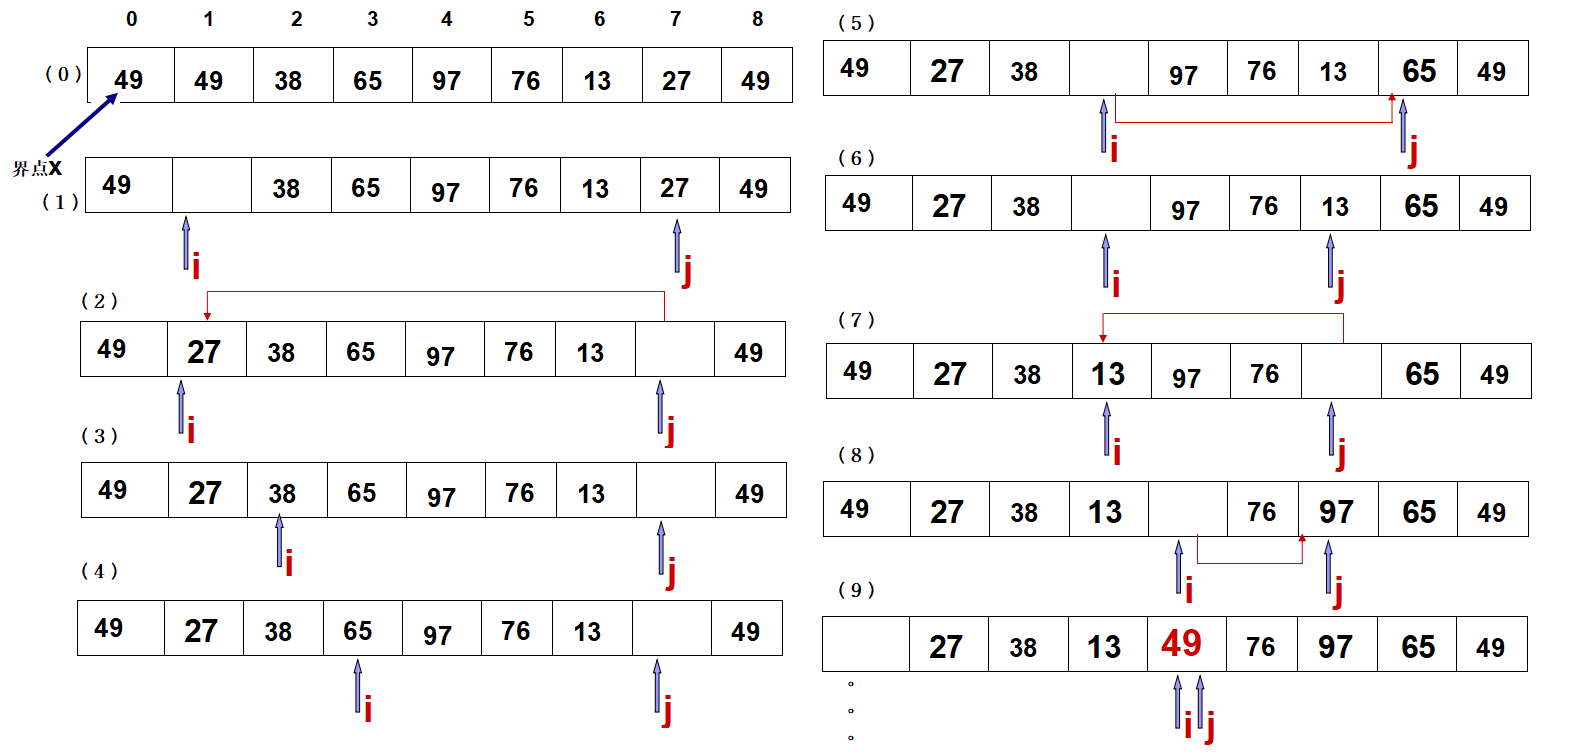 0 1 2 3 4 5 6 7 8
(0) 49 49 38 65 97 76 13 27 49
界点X
(1) 49 38 65 97 76 13 27 49
i j
(2)
49 27 38 65 97 76 13 49
i j
(3)
49 27 38 65 97 76 13 49
i j
(4)
49 27 38 65 97 76 13 49
i j
(5)
49 27 38 97 76 13 65 49
i j
(6)
49 27 38 97 76 13 65 49
i j
(7)
49 27 38 13 97 76 65 49
i j
(8)
49 27 38 13 76 97 65 49
i j
(9)
27 38 13 49 76 97 65 49
i j
。
。
。